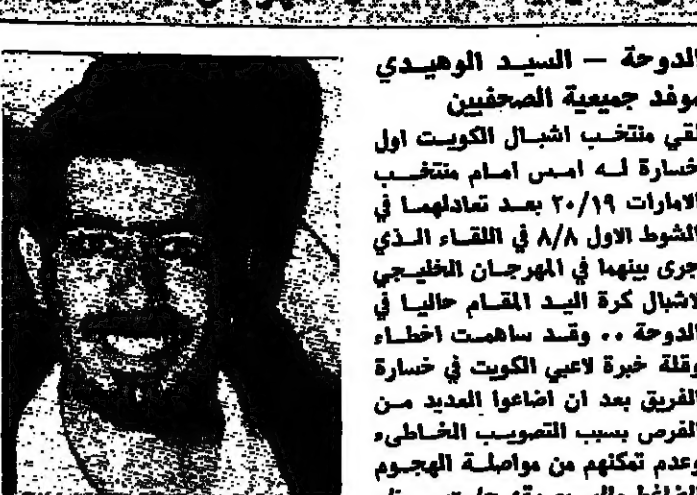 الدوحة — السيد الوهيدي
موفد جمعية الصحفيين
لقي منتخب اشبال الكويت اول
خسارة له امس امام منتخب
الامارات ٢٠/١٩ بعد تعادلهما في
الشوط الاول ٨/٨ في اللقاء الذي
جرى بينهما في المهرجان الخليجي
لاشبال كرة اليد المقام حاليا في
الدوحة .. وقد ساهمت اخطاء
وقلة خبرة لاعبي الكويت في خسارة
الفريق بعد ان اضاعوا العديد من
الفرص بسبب التصويب الخاطىء
وعدم تمكنهم من مواصلة الهجوم